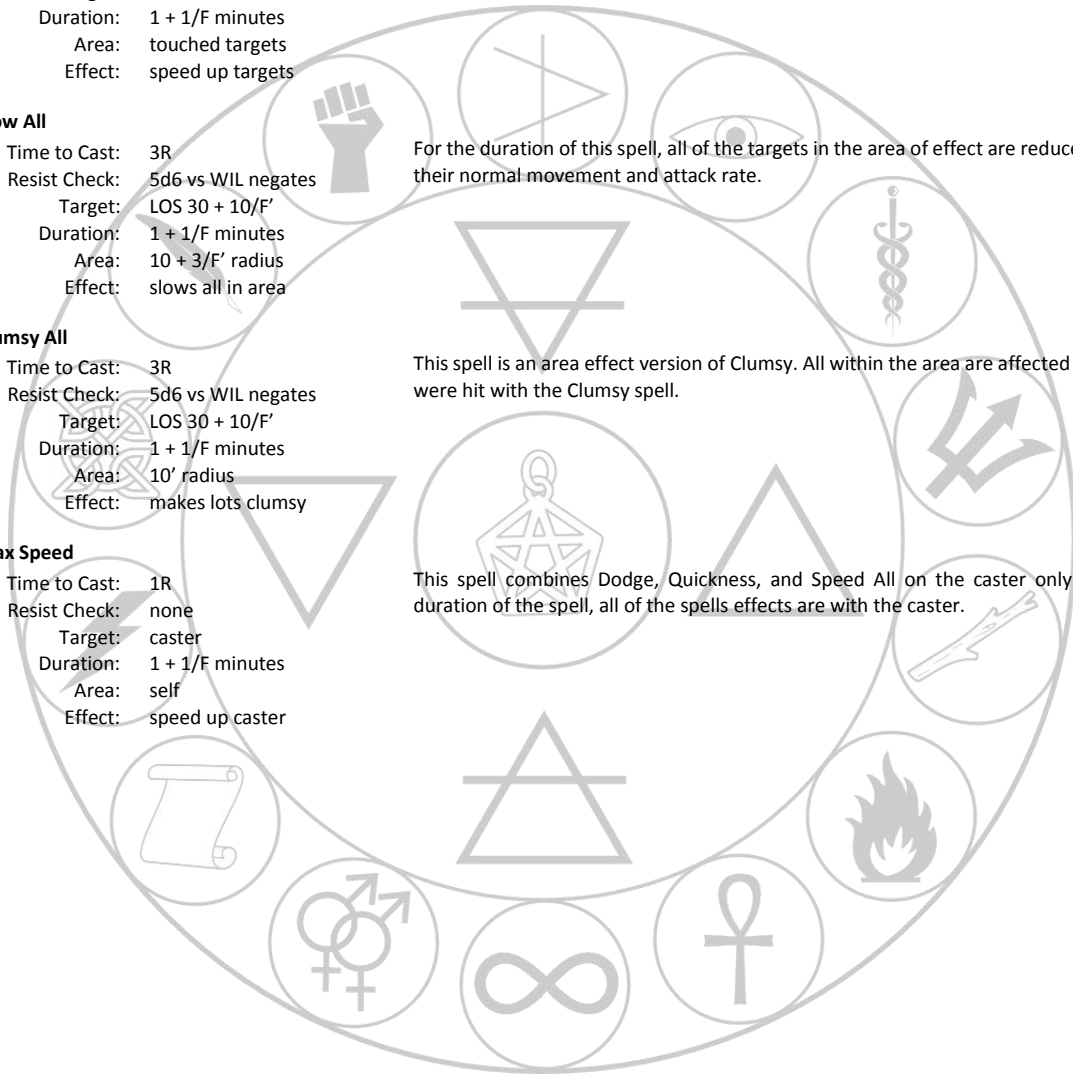 Duration: 1 + 1/F minutes
Area: touched targets
Effect: speed up targets
ow All
Time to Cast: 3R
Resist Check: 5d6 vs WIL negates
Target: LOS 30 + 10/F’
Duration: 1 + 1/F minutes
Area: 10 + 3/F’ radius
Effect: slows all in area
For the duration of this spell, all of the targets in the area of effect are reduce
their normal movement and attack rate.
umsy All
Time to Cast: 3R
Resist Check: 5d6 vs WIL negates
Target: LOS 30 + 10/F’
Duration: 1 + 1/F minutes
Area: 10’ radius
Effect: makes lots clumsy
This spell is an area effect version of Clumsy. All within the area are affected
were hit with the Clumsy spell.
ax Speed
Time to Cast: 1R
Resist Check: none
Target: caster
Duration: 1 + 1/F minutes
Area: self
Effect: speed up caster
This spell combines Dodge, Quickness, and Speed All on the caster only
duration of the spell, all of the spells effects are with the caster.